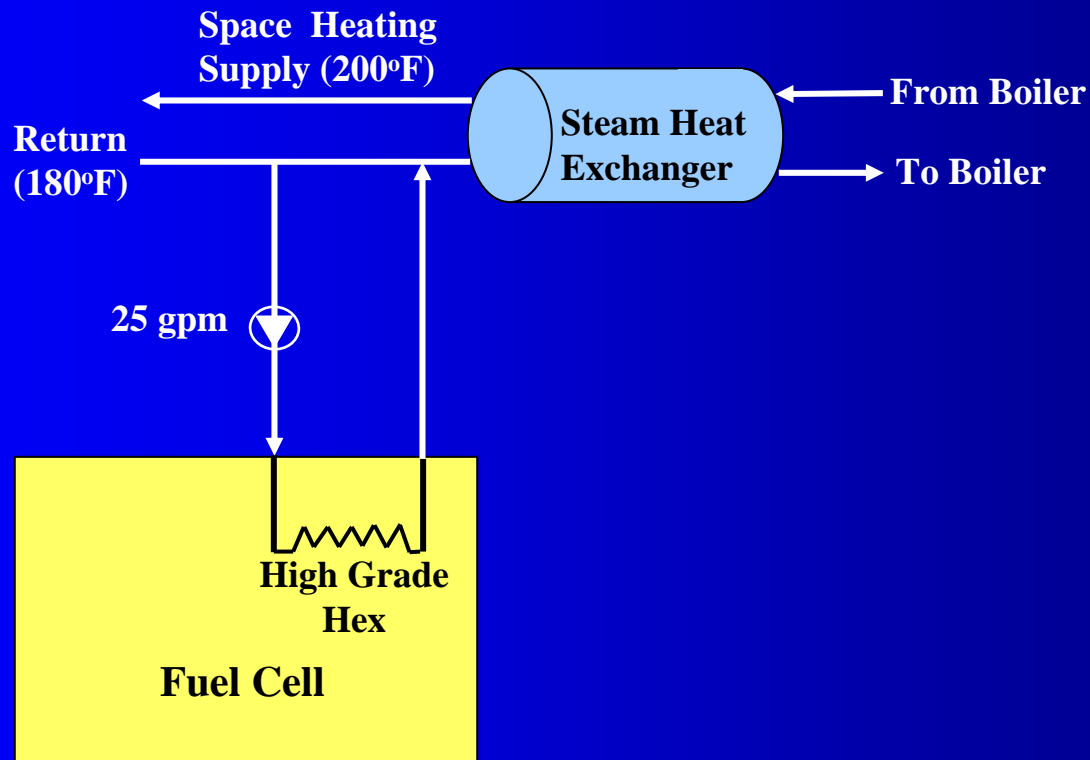 Space Heating
Supply (200°F)
From Boiler
Steam Heat
Exchanger
Return
(180°F)
To Boiler
25 gpm
High Grade
Hex
Fuel Cell